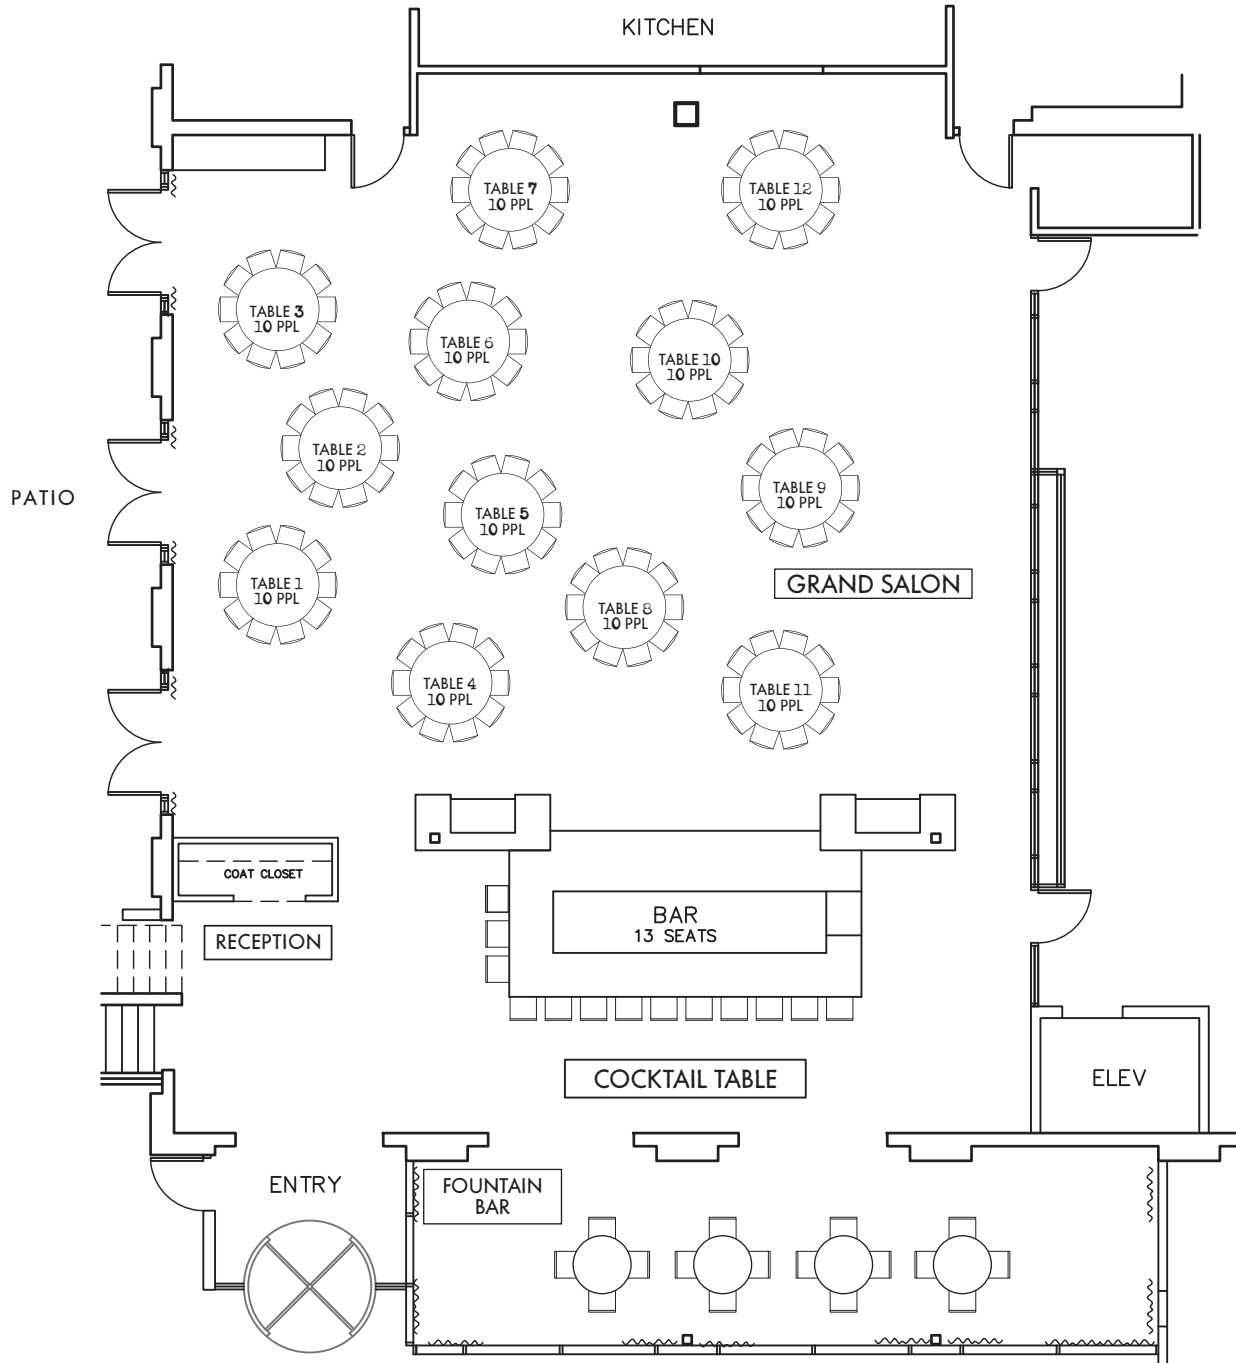 KITCHEN
TABLE 7
10 PPL
TABLE 12
10 PPL
TABLE 3
10 PPL
TABLE 6
10 PPL
TABLE 10
10 PPL
TABLE 2
10 PPL
PATIO
TABLE 5
10 PPL
TABLE 9
10 PPL
TABLE 1
10 PPL
GRAND SALON
TABLE 8
10 PPL
TABLE 4
10 PPL
TABLE 11
10 PPL
COAT CLOSET
BAR
13 SEATS
RECEPTION
COCKTAIL TABLE
ELEV
ENTRY
FOUNTAIN
BAR